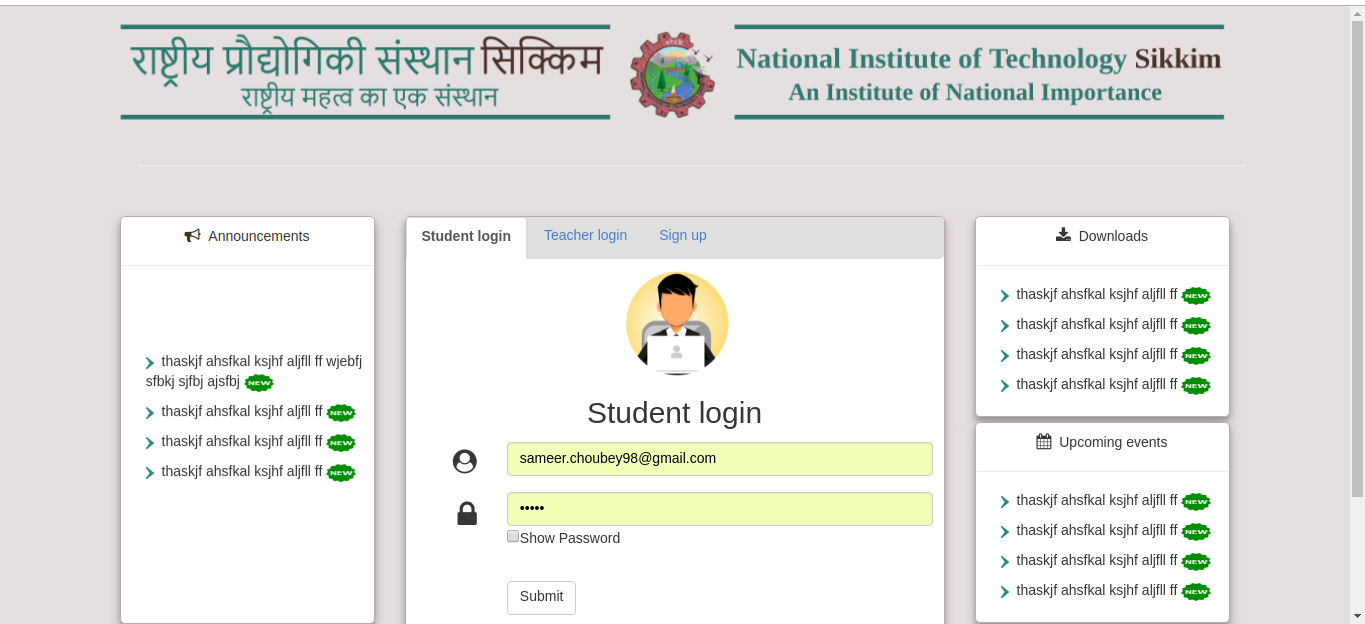 राष्ट्रीय प्रौद्योगिकी संस्थान सिक्किम
राष्ट्रीय महत्व का एक संस्थान
National Institute of Technology Sikkim
An Institute of National Importance
Announcements
thaskjf ahsfkal ksjhf aljfll ff wjebfj
sfbkj sjfbj ajsfbj NEW
thaskjf ahsfkal ksjhf aljfll ff NEW
thaskjf ahsfkal ksjhf aljfll ff NEW
thaskjf ahsfkal ksjhf aljfll ff NEW
Student login Teacher login Sign up
Student login
sameer.choubey98@gmail.com
•••••
Show Password
Submit
Downloads
thaskjf ahsfkal ksjhf aljfll ff NEW
thaskjf ahsfkal ksjhf aljfll ff NEW
thaskjf ahsfkal ksjhf aljfll ff NEW
thaskjf ahsfkal ksjhf aljfll ff NEW
Upcoming events
thaskjf ahsfkal ksjhf aljfll ff NEW
thaskjf ahsfkal ksjhf aljfll ff NEW
thaskjf ahsfkal ksjhf aljfll ff NEW
thaskjf ahsfkal ksjhf aljfll ff NEW